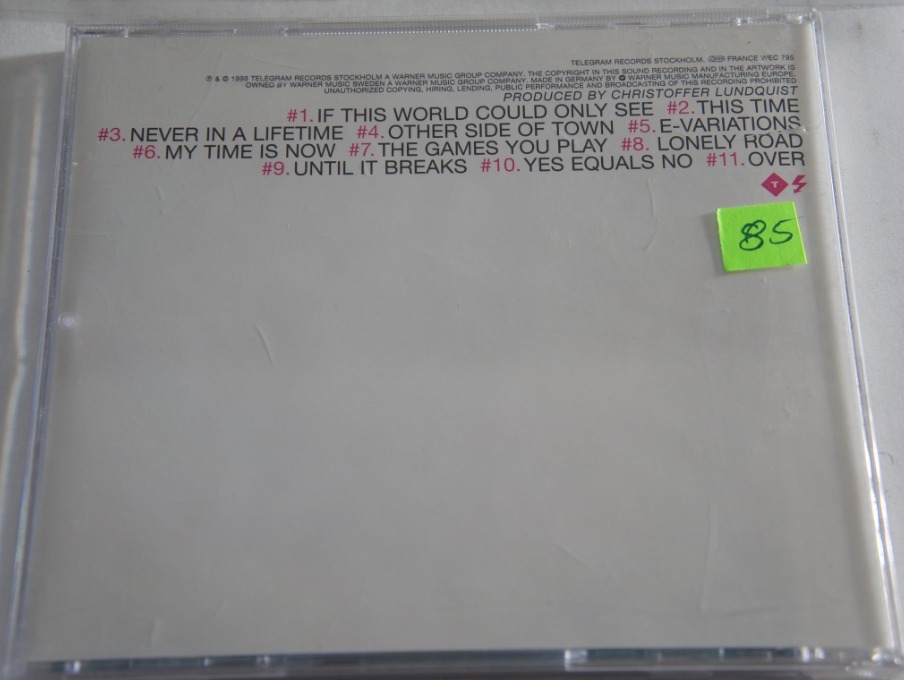 TELEGRAM RECORDS STOCKHOLM. FRANCE WEC 795
℗ & © 1999 TELEGRAM RECORDS STOCKHOLM A WARNER MUSIC GROUP COMPANY. THE COPYRIGHT IN THIS SOUND RECORDING AND IN THE ARTWORK IS
OWNED BY WARNER MUSIC SWEDEN A WARNER MUSIC GROUP COMPANY. MADE IN GERMANY BY WARNER MUSIC MANUFACTURING EUROPE.
UNAUTHORIZED COPYING, HIRING, LENDING, PUBLIC PERFORMANCE AND BROADCASTING OF THIS RECORDING PROHIBITED
PRODUCED BY CHRISTOFFER LUNDQUIST
#1. IF THIS WORLD COULD ONLY SEE #2. THIS TIME
#3. NEVER IN A LIFETIME #4. OTHER SIDE OF TOWN #5. E-VARIATIONS
#6. MY TIME IS NOW #7. THE GAMES YOU PLAY #8. LONELY ROAD
#9. UNTIL IT BREAKS #10. YES EQUALS NO #11. OVER
T
85